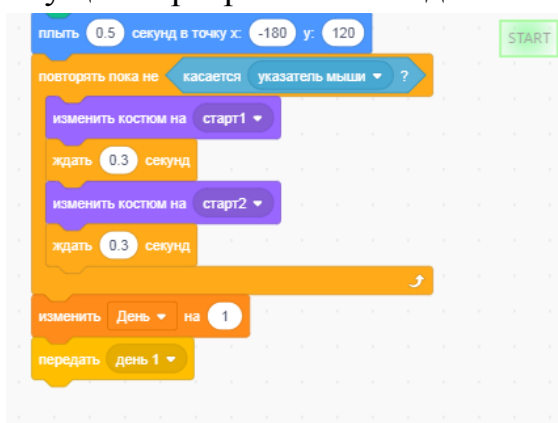 плыть 0.5 секунд в точку x: -180 y: 120
START
повторять пока не касается указатель мыши ?
изменить костюм на старт1
ждать 0.3 секунд
изменить костюм на старт2
ждать 0.3 секунд
изменить День на 1
передать день 1